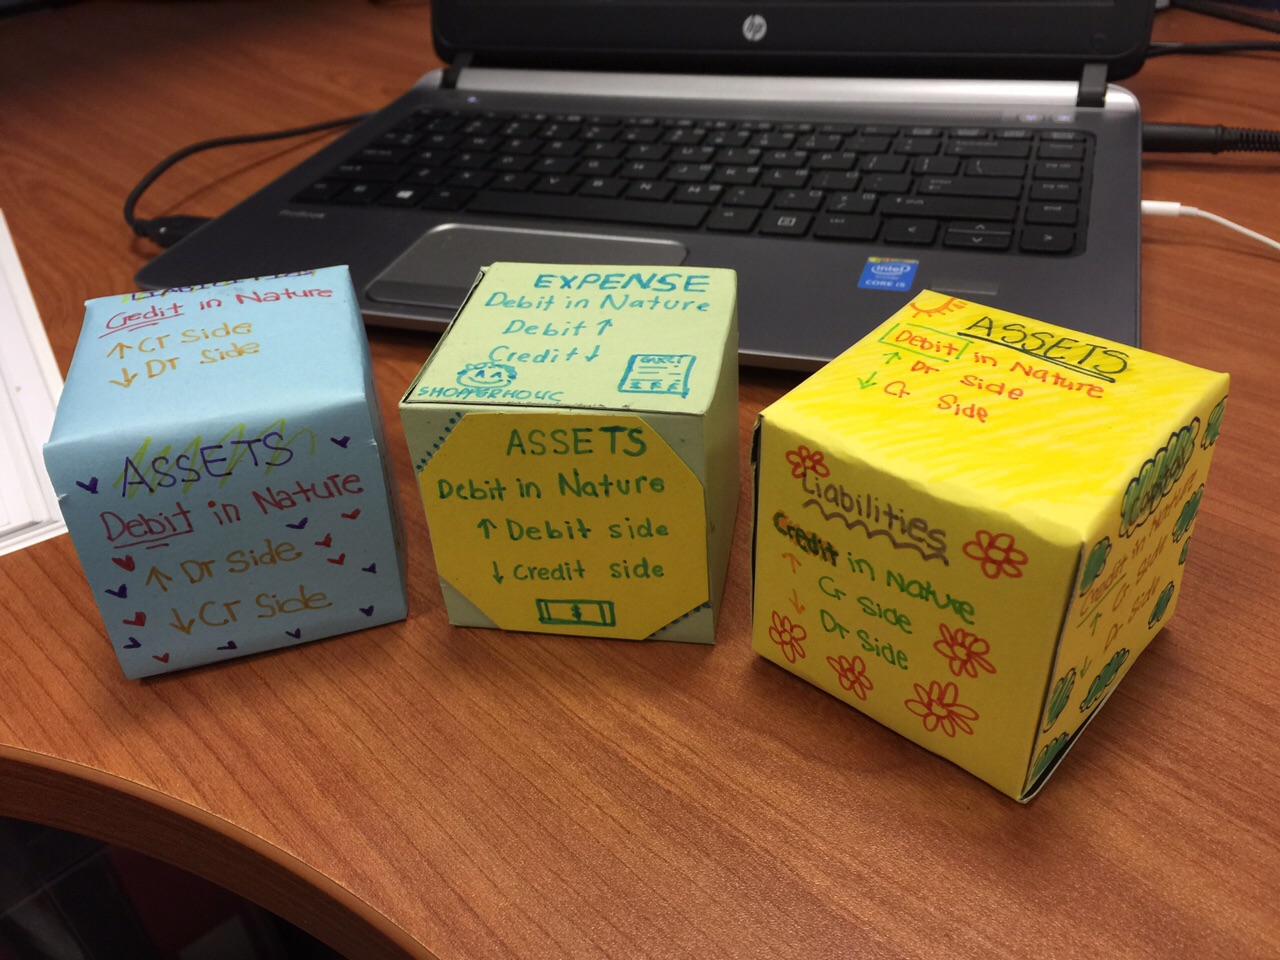 hp
ProBook
intel
CORE i5
Credit in Nature
↑ Cr Side
↓ Dr Side
ASSETS
Debit in Nature
↑ Dr Side
↓ Cr Side
EXPENSE
Debit in Nature
Debit ↑
Credit ↓
SHOPPERHOLIC
ASSETS
Debit in Nature
↑ Debit side
↓ Credit side
$
ASSETS
Debit in Nature
↑ Dr side
↓ Cr Side
Liabilities
Credit in Nature
↑ Cr side
↓ Dr Side
Credit in Nature
↑ Cr Side
↓ Dr Side